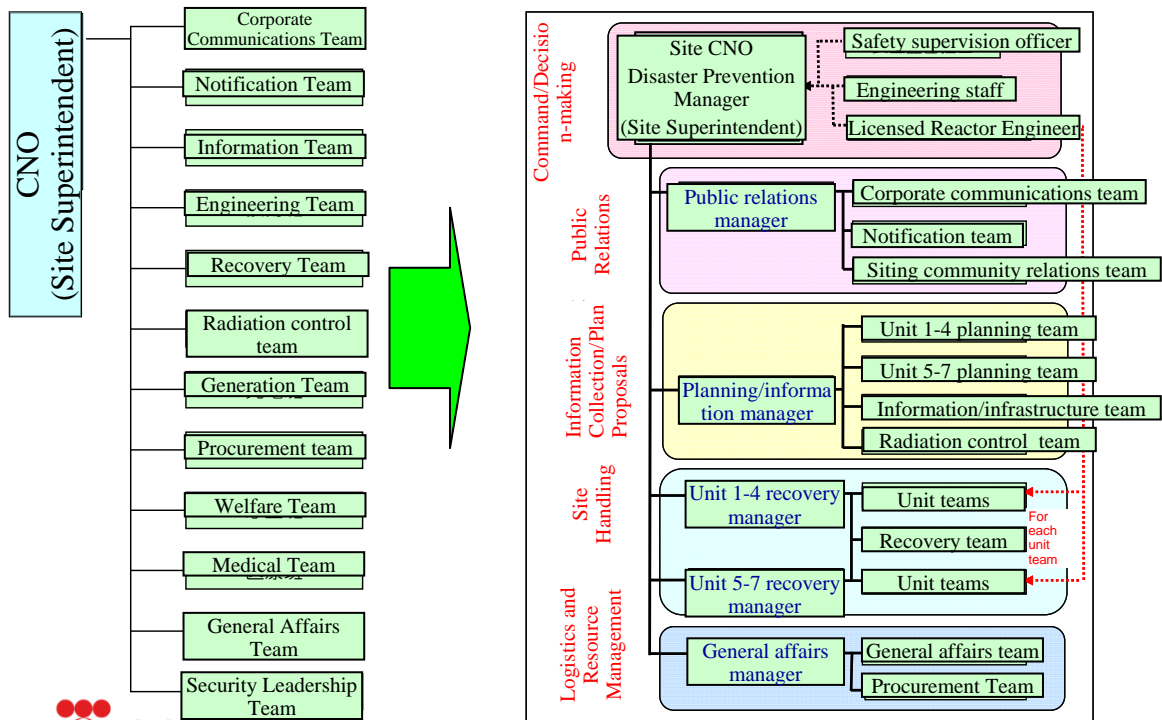 CNO
(Site Superintendent)
Corporate
Communications Team
Notification Team
Information Team
Engineering Team
Recovery Team
Radiation control
team
Generation Team
Procurement team
Welfare Team
Medical Team
General Affairs
Team
Security Leadership
Team
Command/Decisio
n-making
Site CNO
Disaster Prevention
Manager
(Site Superintendent)
Safety supervision officer
Engineering staff
Licensed Reactor Engineer
Public
Relations
Public relations
manager
Corporate communications team
Notification team
Siting community relations team
Information
Collection/Plan
Proposals
Planning/informa
tion manager
Unit 1-4 planning team
Unit 5-7 planning team
Information/infrastructure team
Radiation control team
Site
Handling
Unit 1-4 recovery
manager
Unit 5-7 recovery
manager
Unit teams
Recovery team
Unit teams
For
each
unit
team
Logistics and
Resource
Management
General affairs
manager
General affairs team
Procurement Team